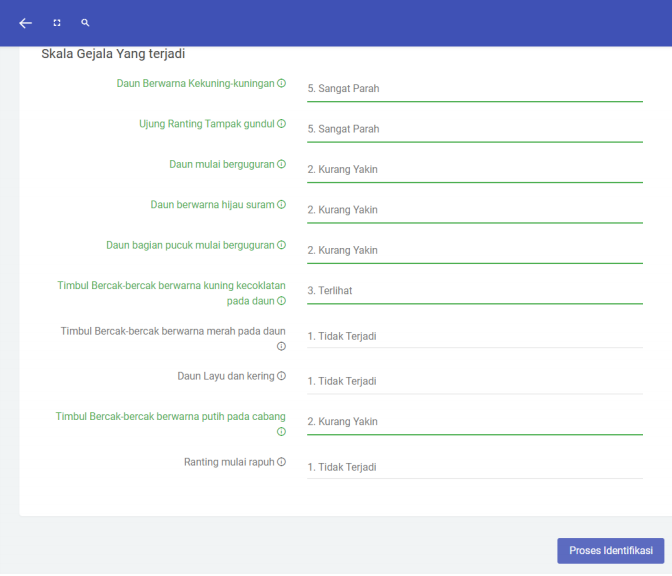 Skala Gejala Yang terjadi
Daun Berwarna Kekuning-kuningan
5. Sangat Parah
Ujung Ranting Tampak gundul
5. Sangat Parah
Daun mulai berguguran
2. Kurang Yakin
Daun berwarna hijau suram
2. Kurang Yakin
Daun bagian pucuk mulai berguguran
2. Kurang Yakin
Timbul Bercak-bercak berwarna kuning kecoklatan
pada daun
3. Terlihat
Timbul Bercak-bercak berwarna merah pada daun
1. Tidak Terjadi
Daun Layu dan kering
1. Tidak Terjadi
Timbul Bercak-bercak berwarna putih pada cabang
2. Kurang Yakin
Ranting mulai rapuh
1. Tidak Terjadi
Proses Identifikasi